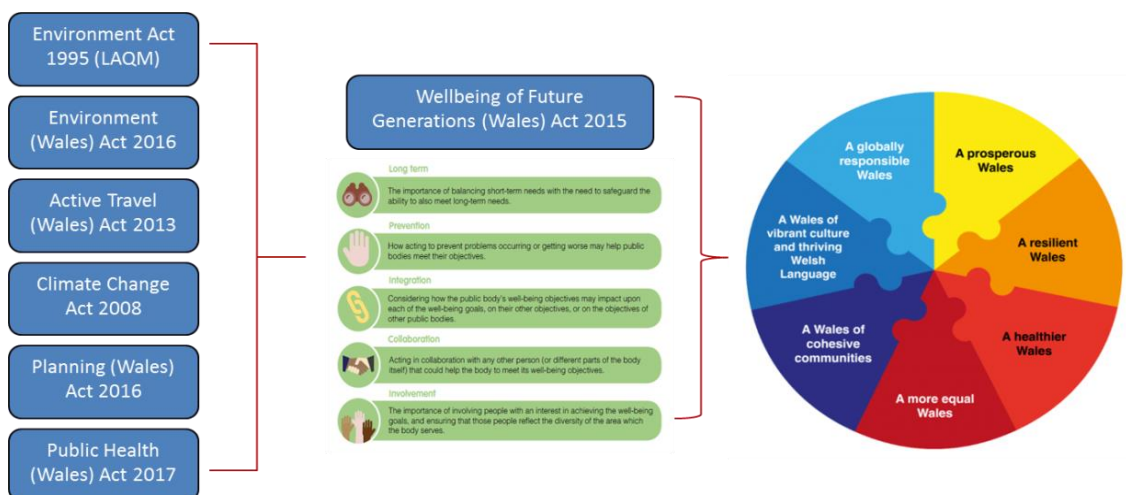 Environment Act
1995 (LAQM)
Environment
(Wales) Act 2016
Active Travel
(Wales) Act 2013
Climate Change
Act 2008
Planning (Wales)
Act 2016
Public Health
(Wales) Act 2017
Wellbeing of Future
Generations (Wales) Act 2015
Long term
The importance of balancing short-term needs with the need to safeguard the
ability to also meet long-term needs.
Prevention
How acting to prevent problems occurring or getting worse may help public
bodies meet their objectives.
Integration
Considering how the public body's well-being objectives may impact upon
each of the well-being goals, on their other objectives, or on the objectives of
other public bodies.
Collaboration
Acting in collaboration with any other person (or different parts of the body
itself) that could help the body to meet its well-being objectives.
Involvement
The importance of involving people with an interest in achieving the well-being
goals, and ensuring that those people reflect the diversity of the area which
the body serves.
A prosperous
Wales
A resilient
Wales
A healthier
Wales
A more equal
Wales
A Wales of
cohesive
communities
A Wales of
vibrant culture
and thriving
Welsh
Language
A globally
responsible
Wales